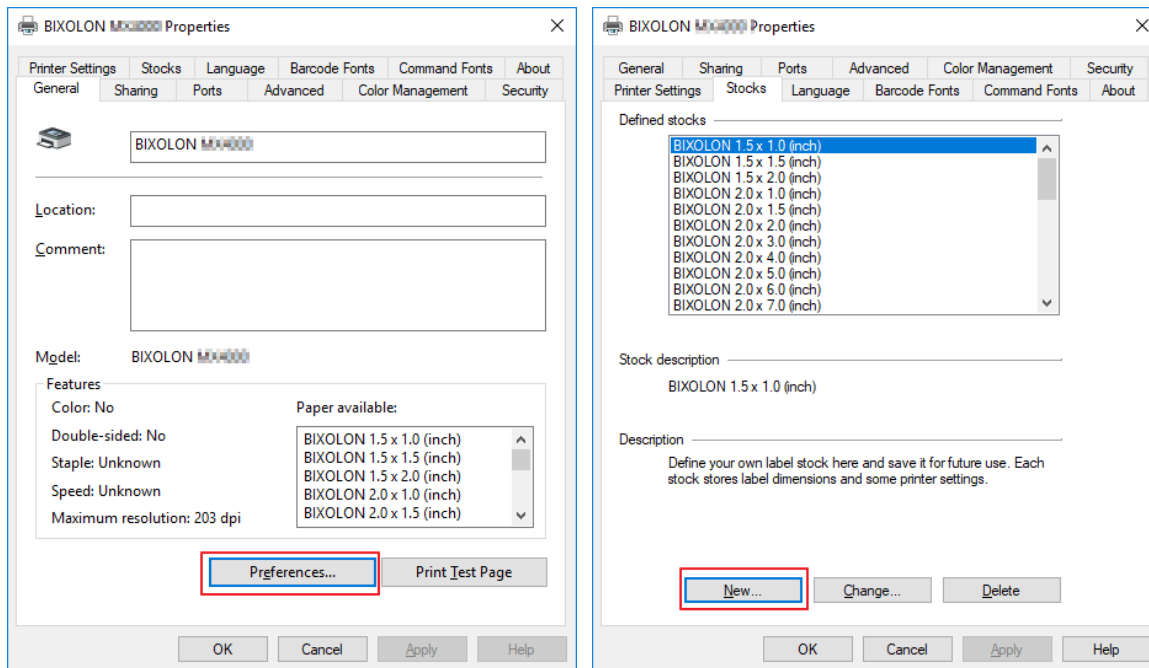 BIXOLON Properties
Printer Settings Stocks Language Barcode Fonts Command Fonts About
General Sharing Ports Advanced Color Management Security
BIXOLON
Location:
Comment:
Model: BIXOLON
Features
Color: No
Double-sided: No
Staple: Unknown
Speed: Unknown
Maximum resolution: 203 dpi
Paper available:
BIXOLON 1.5 x 1.0 (inch)
BIXOLON 1.5 x 1.5 (inch)
BIXOLON 1.5 x 2.0 (inch)
BIXOLON 2.0 x 1.0 (inch)
BIXOLON 2.0 x 1.5 (inch)
Preferences... Print Test Page
OK Cancel Apply Help
BIXOLON Properties
General Sharing Ports Advanced Color Management Security
Printer Settings Stocks Language Barcode Fonts Command Fonts About
Defined stocks
BIXOLON 1.5 x 1.0 (inch)
BIXOLON 1.5 x 1.5 (inch)
BIXOLON 1.5 x 2.0 (inch)
BIXOLON 2.0 x 1.0 (inch)
BIXOLON 2.0 x 1.5 (inch)
BIXOLON 2.0 x 2.0 (inch)
BIXOLON 2.0 x 3.0 (inch)
BIXOLON 2.0 x 4.0 (inch)
BIXOLON 2.0 x 5.0 (inch)
BIXOLON 2.0 x 6.0 (inch)
BIXOLON 2.0 x 7.0 (inch)
Stock description
BIXOLON 1.5 x 1.0 (inch)
Description
Define your own label stock here and save it for future use. Each
stock stores label dimensions and some printer settings.
New... Change... Delete
OK Cancel Apply Help